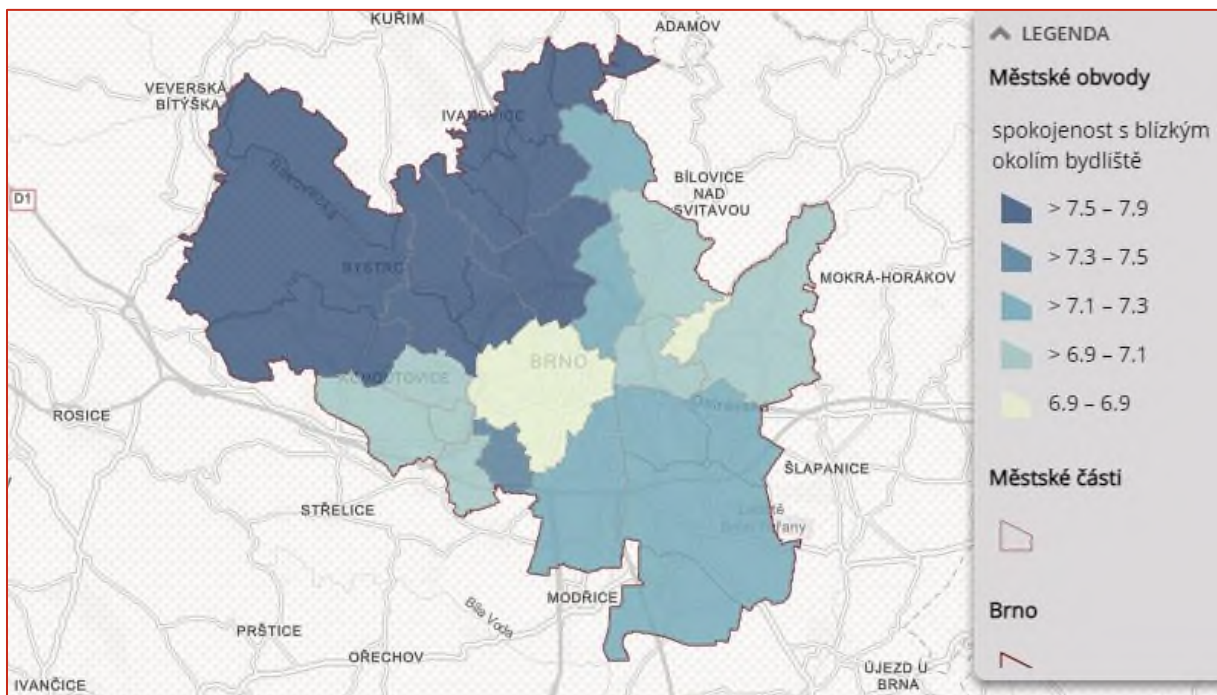 KUŘIM
ADAMOV
VEVERSKÁ
BÍTÝŠKA
IVANOVICE
BÍLOVICE
NAD
SVITAVOU
D1
BYSTRC
MOKRÁ-HORÁKOV
BRNO
KOHOUTOVICE
ROSICE
ŠLAPANICE
STŘELICE
MODŘICE
Bílá Voda
PRŠTICE
OŘECHOV
IVANČICE
ÚJEZD U
BRNA
LEGENDA
Městské obvody
spokojenost s blízkým
okolím bydliště
> 7.5 – 7.9
> 7.3 – 7.5
> 7.1 – 7.3
> 6.9 – 7.1
6.9 – 6.9
Městské části
Brno